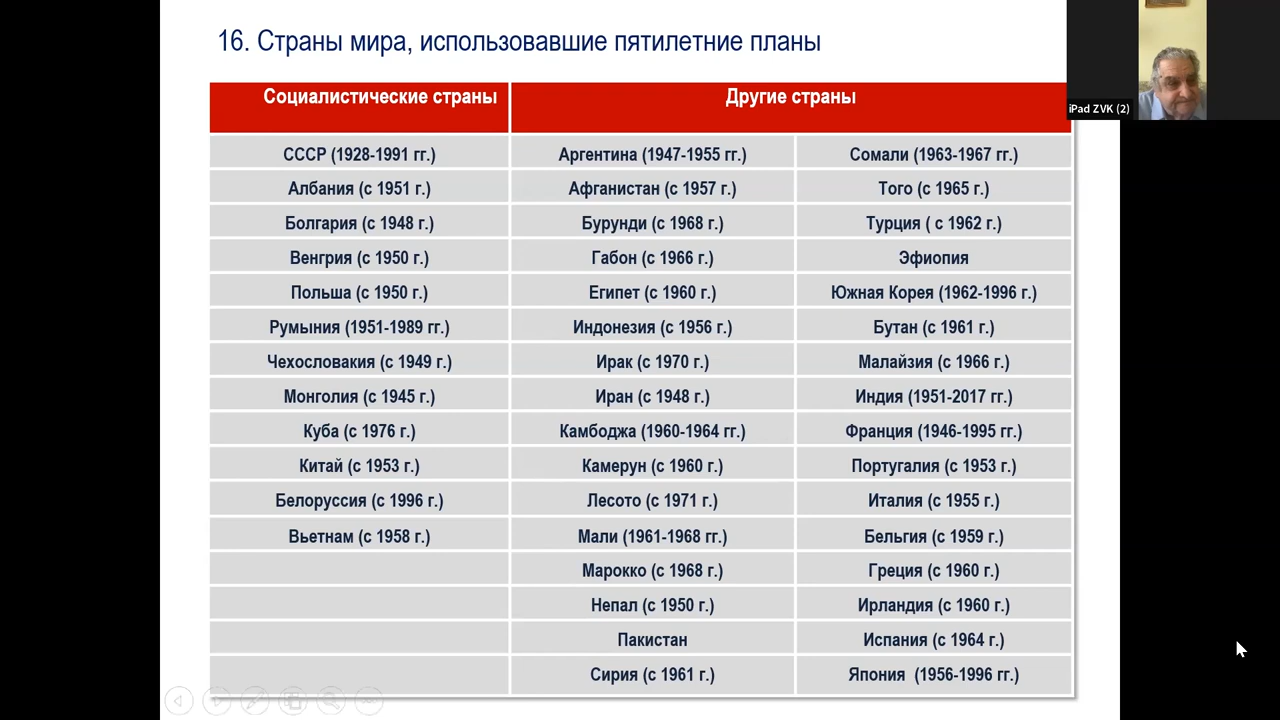 16. Страны мира, использовавшие пятилетние планы
iPad ZVK (2)
Социалистические страны Другие страны
СССР (1928-1991 гг.) Аргентина (1947-1955 гг.) Сомали (1963-1967 гг.)
Албания (с 1951 г.) Афганистан (с 1957 г.) Того (с 1965 г.)
Болгария (с 1948 г.) Бурунди (с 1968 г.) Турция ( с 1962 г.)
Венгрия (с 1950 г.) Габон (с 1966 г.) Эфиопия
Польша (с 1950 г.) Египет (с 1960 г.) Южная Корея (1962-1996 г.)
Румыния (1951-1989 гг.) Индонезия (с 1956 г.) Бутан (с 1961 г.)
Чехословакия (с 1949 г.) Ирак (с 1970 г.) Малайзия (с 1966 г.)
Монголия (с 1945 г.) Иран (с 1948 г.) Индия (1951-2017 гг.)
Куба (с 1976 г.) Камбоджа (1960-1964 гг.) Франция (1946-1995 гг.)
Китай (с 1953 г.) Камерун (с 1960 г.) Португалия (с 1953 г.)
Белоруссия (с 1996 г.) Лесото (с 1971 г.) Италия (с 1955 г.)
Вьетнам (с 1958 г.) Мали (1961-1968 гг.) Бельгия (с 1959 г.)
Марокко (с 1968 г.) Греция (с 1960 г.)
Непал (с 1950 г.) Ирландия (с 1960 г.)
Пакистан Испания (с 1964 г.)
Сирия (с 1961 г.) Япония (1956-1996 гг.)